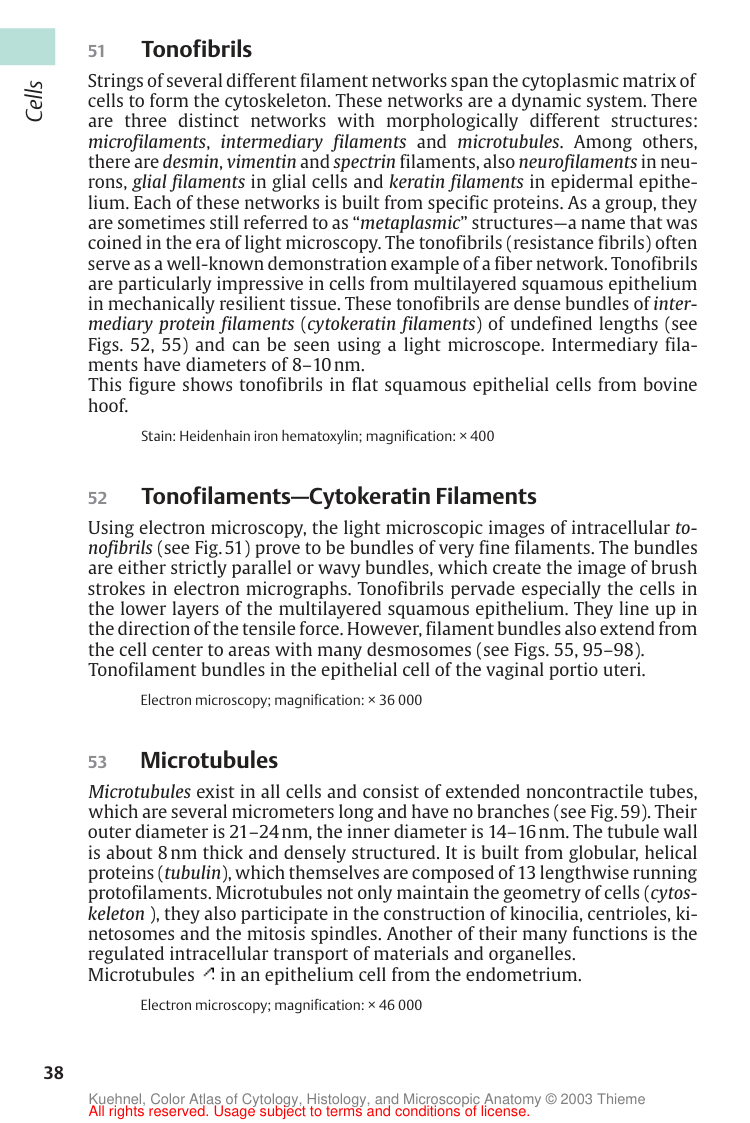 Cells
51 Tonofibrils
Strings of several different filament networks span the cytoplasmic matrix of
cells to form the cytoskeleton. These networks are a dynamic system. There
are three distinct networks with morphologically different structures:
microfilaments, intermediary filaments and microtubules. Among others,
there are desmin, vimentin and spectrin filaments, also neurofilaments in neu-
rons, glial filaments in glial cells and keratin filaments in epidermal epithe-
lium. Each of these networks is built from specific proteins. As a group, they
are sometimes still referred to as “metaplasmic” structures—a name that was
coined in the era of light microscopy. The tonofibrils (resistance fibrils) often
serve as a well-known demonstration example of a fiber network. Tonofibrils
are particularly impressive in cells from multilayered squamous epithelium
in mechanically resilient tissue. These tonofibrils are dense bundles of inter-
mediary protein filaments (cytokeratin filaments) of undefined lengths (see
Figs. 52, 55) and can be seen using a light microscope. Intermediary fila-
ments have diameters of 8–10 nm.
This figure shows tonofibrils in flat squamous epithelial cells from bovine
hoof.
Stain: Heidenhain iron hematoxylin; magnification: × 400
52 Tonofilaments—Cytokeratin Filaments
Using electron microscopy, the light microscopic images of intracellular to-
nofibrils (see Fig. 51) prove to be bundles of very fine filaments. The bundles
are either strictly parallel or wavy bundles, which create the image of brush
strokes in electron micrographs. Tonofibrils pervade especially the cells in
the lower layers of the multilayered squamous epithelium. They line up in
the direction of the tensile force. However, filament bundles also extend from
the cell center to areas with many desmosomes (see Figs. 55, 95–98).
Tonofilament bundles in the epithelial cell of the vaginal portio uteri.
Electron microscopy; magnification: × 36 000
53 Microtubules
Microtubules exist in all cells and consist of extended noncontractile tubes,
which are several micrometers long and have no branches (see Fig. 59). Their
outer diameter is 21–24 nm, the inner diameter is 14–16 nm. The tubule wall
is about 8 nm thick and densely structured. It is built from globular, helical
proteins (tubulin), which themselves are composed of 13 lengthwise running
protofilaments. Microtubules not only maintain the geometry of cells (cytos-
keleton ), they also participate in the construction of kinocilia, centrioles, ki-
netosomes and the mitosis spindles. Another of their many functions is the
regulated intracellular transport of materials and organelles.
Microtubules ↗ in an epithelium cell from the endometrium.
Electron microscopy; magnification: × 46 000
38
Kuehnel, Color Atlas of Cytology, Histology, and Microscopic Anatomy © 2003 Thieme
All rights reserved. Usage subject to terms and conditions of license.